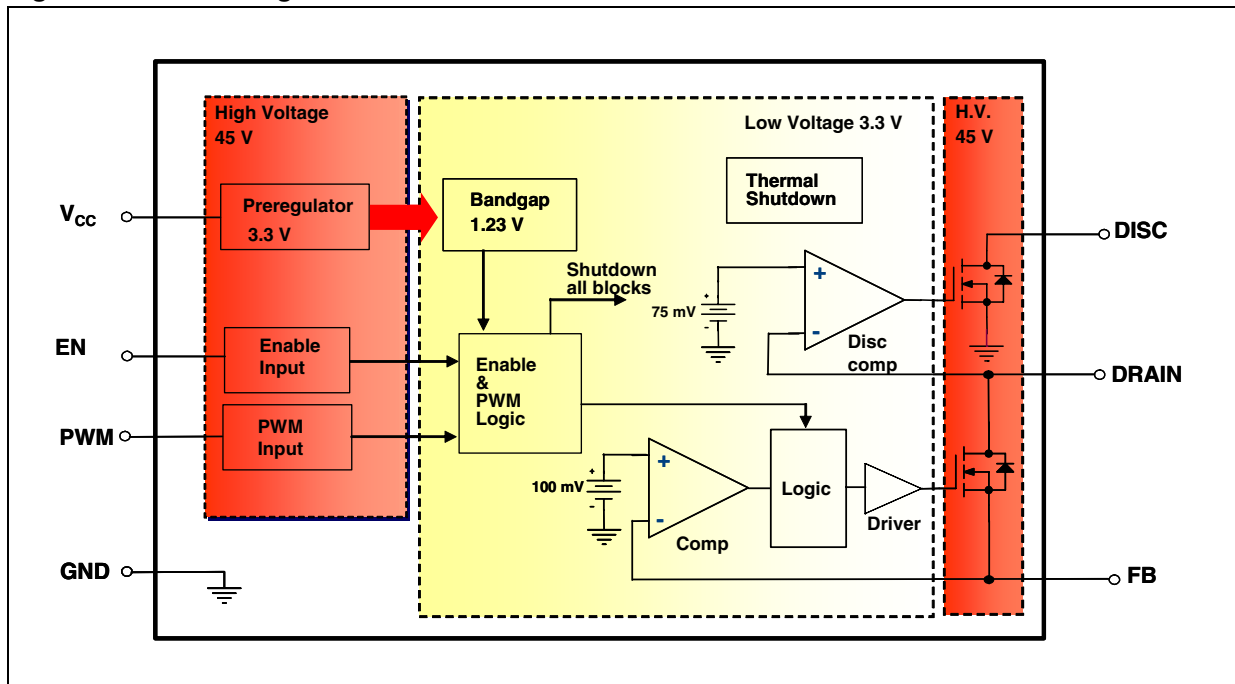 High Voltage
45 V
Low Voltage 3.3 V
H.V.
45 V
Thermal
Shutdown
VCC
Preregulator
3.3 V
Bandgap
1.23 V
DISC
Shutdown
all blocks
+
+
-
75 mV
-
Disc
comp
EN
Enable
Input
Enable
&
PWM
Logic
DRAIN
PWM
PWM
Input
+
+
-
100 mV
-
Comp
Logic
Driver
GND
FB